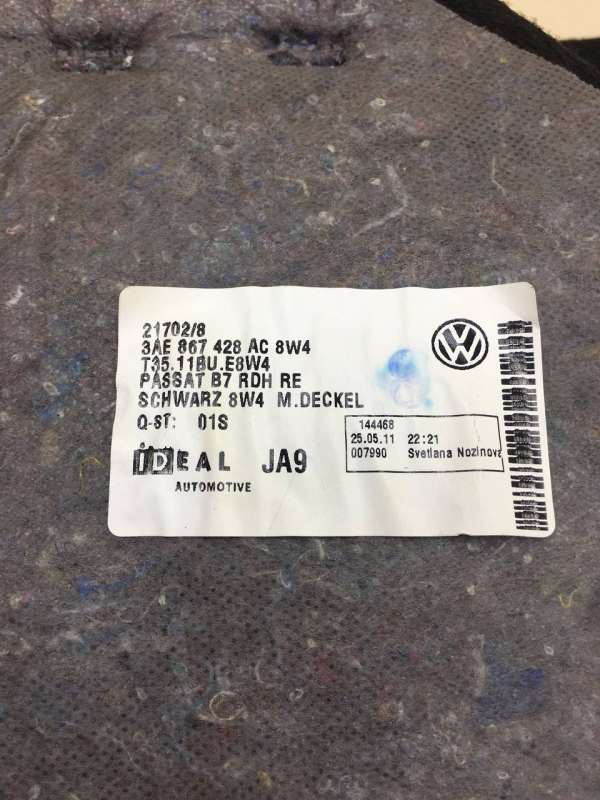 21702/8
3AE 867 428 AC 8W4
T35.11BU.E8W4
PASSAT B7 RDH RE
SCHWARZ 8W4 M.DECKEL
Q-ST: 01S
iDEAL JA9
AUTOMOTIVE
VW
144468
25.05.11 22:21
007990 Svetlana Nozinova